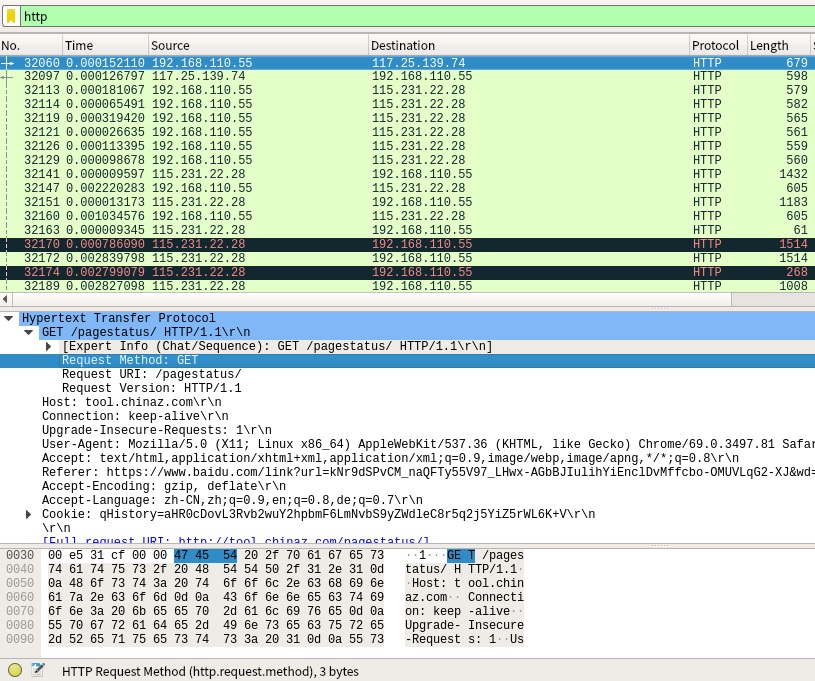 http
No. Time Source Destination Protocol Length
32060 0.000152110 192.168.110.55 117.25.139.74 HTTP 679
32097 0.000126797 117.25.139.74 192.168.110.55 HTTP 598
32113 0.000181067 192.168.110.55 115.231.22.28 HTTP 579
32114 0.000065491 192.168.110.55 115.231.22.28 HTTP 582
32119 0.000319420 192.168.110.55 115.231.22.28 HTTP 565
32121 0.000026635 192.168.110.55 115.231.22.28 HTTP 561
32126 0.000113395 192.168.110.55 115.231.22.28 HTTP 559
32129 0.000098678 192.168.110.55 115.231.22.28 HTTP 560
32141 0.000009597 115.231.22.28 192.168.110.55 HTTP 1432
32147 0.002220283 192.168.110.55 115.231.22.28 HTTP 605
32151 0.000013173 115.231.22.28 192.168.110.55 HTTP 1183
32160 0.001034576 192.168.110.55 115.231.22.28 HTTP 605
32163 0.000009345 115.231.22.28 192.168.110.55 HTTP 61
32170 0.000786090 115.231.22.28 192.168.110.55 HTTP 1514
32172 0.002839798 115.231.22.28 192.168.110.55 HTTP 1514
32174 0.002799079 115.231.22.28 192.168.110.55 HTTP 268
32189 0.002827098 115.231.22.28 192.168.110.55 HTTP 1008
Hypertext Transfer Protocol
GET /pagestatus/ HTTP/1.1\r\n
[Expert Info (Chat/Sequence): GET /pagestatus/ HTTP/1.1\r\n]
Request Method: GET
Request URI: /pagestatus/
Request Version: HTTP/1.1
Host: tool.chinaz.com\r\n
Connection: keep-alive\r\n
Upgrade-Insecure-Requests: 1\r\n
User-Agent: Mozilla/5.0 (X11; Linux x86_64) AppleWebKit/537.36 (KHTML, like Gecko) Chrome/69.0.3497.81 Safar
Accept: text/html,application/xhtml+xml,application/xml;q=0.9,image/webp,image/apng,*/*;q=0.8\r\n
Referer: https://www.baidu.com/link?url=kNr9dSPvCM_naQFTy55V97_LHwx-AGbBJIulihYiEnclDvMffcbo-OMUVLqG2-XJ&wd=
Accept-Encoding: gzip, deflate\r\n
Accept-Language: zh-CN,zh;q=0.9,en;q=0.8,de;q=0.7\r\n
Cookie: qHistory=aHR0cDovL3Rvb2wuY2hpbmF6LmNvbS9yZWdleC8r5q2j5YiZ5rWL6K+V\r\n
\r\n
[Full request URI: http://tool.chinaz.com/pagestatus/]
0030 00 e5 31 cf 00 00 47 45 54 20 2f 70 61 67 65 73 ··1···GE T /pages
0040 74 61 74 75 73 2f 20 48 54 54 50 2f 31 2e 31 0d tatus/ H TTP/1.1·
0050 0a 48 6f 73 74 3a 20 74 6f 6f 6c 2e 63 68 69 6e ·Host: t ool.chin
0060 61 7a 2e 63 6f 6d 0d 0a 43 6f 6e 6e 65 63 74 69 az.com·· Connecti
0070 6f 6e 3a 20 6b 65 65 70 2d 61 6c 69 76 65 0d 0a on: keep -alive··
0080 55 70 67 72 61 64 65 2d 49 6e 73 65 63 75 72 65 Upgrade- Insecure
0090 2d 52 65 71 75 65 73 74 73 3a 20 31 0d 0a 55 73 -Request s: 1··Us
HTTP Request Method (http.request.method), 3 bytes